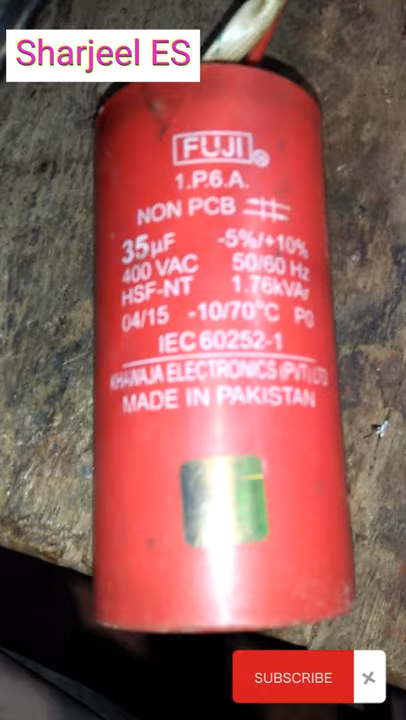 Sharjeel ES
FUJI®
1.P.6.A.
NON PCB
35µF -5%/+10%
400 VAC 50/60 Hz
HSF-NT 1.76kVAr
04/15 -10/70°C P0
IEC 60252-1
KHAWAJA ELECTRONICS (PVT) LTD
MADE IN PAKISTAN
SUBSCRIBE